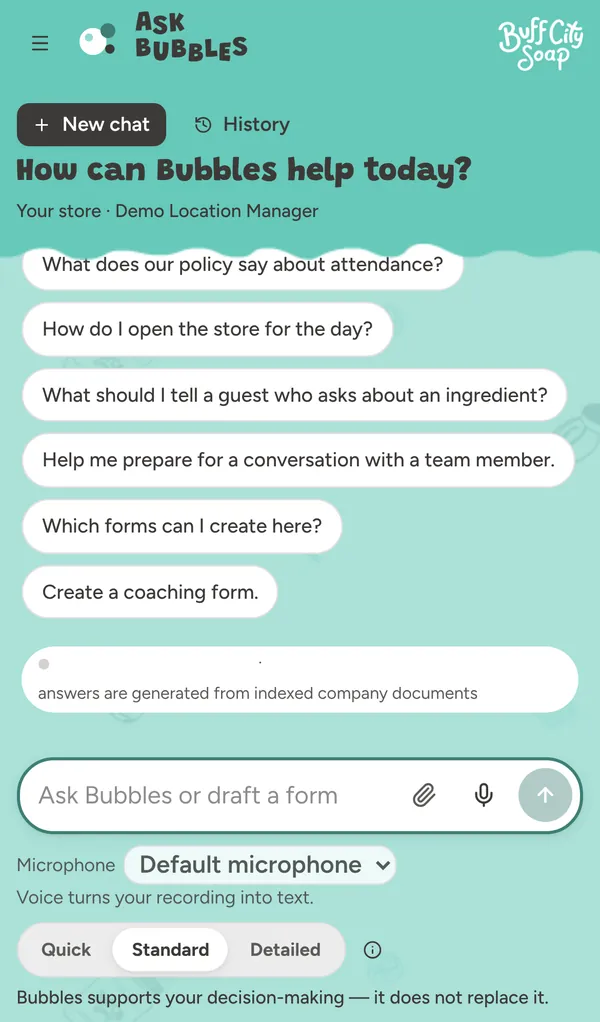 ASK
BUBBLES
Buff City
Soap
New chat
History
How can Bubbles help today?
Your store · Demo Location Manager
What does our policy say about attendance?
How do I open the store for the day?
What should I tell a guest who asks about an ingredient?
Help me prepare for a conversation with a team member.
Which forms can I create here?
Create a coaching form.
answers are generated from indexed company documents
Ask Bubbles or draft a form
Microphone Default microphone
Voice turns your recording into text.
Quick Standard Detailed
Bubbles supports your decision-making — it does not replace it.